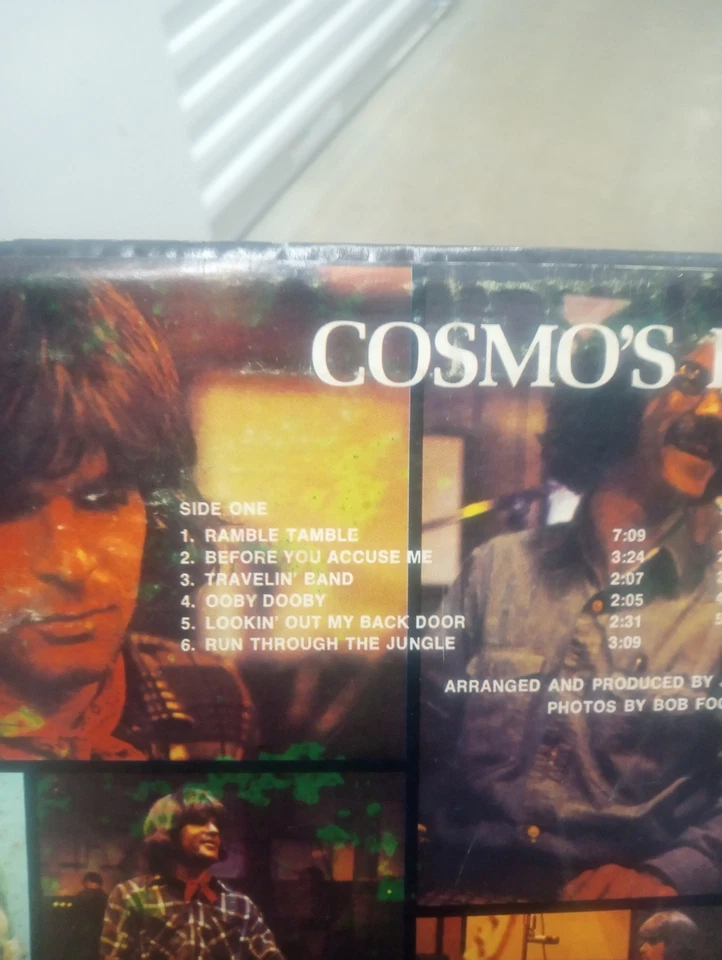 COSMO'S
SIDE ONE
1. RAMBLE TAMBLE 7:09
2. BEFORE YOU ACCUSE ME 3:24
3. TRAVELIN' BAND 2:07
4. OOBY DOOBY 2:05
5. LOOKIN' OUT MY BACK DOOR 2:31
6. RUN THROUGH THE JUNGLE 3:09
ARRANGED AND PRODUCED BY
PHOTOS BY BOB